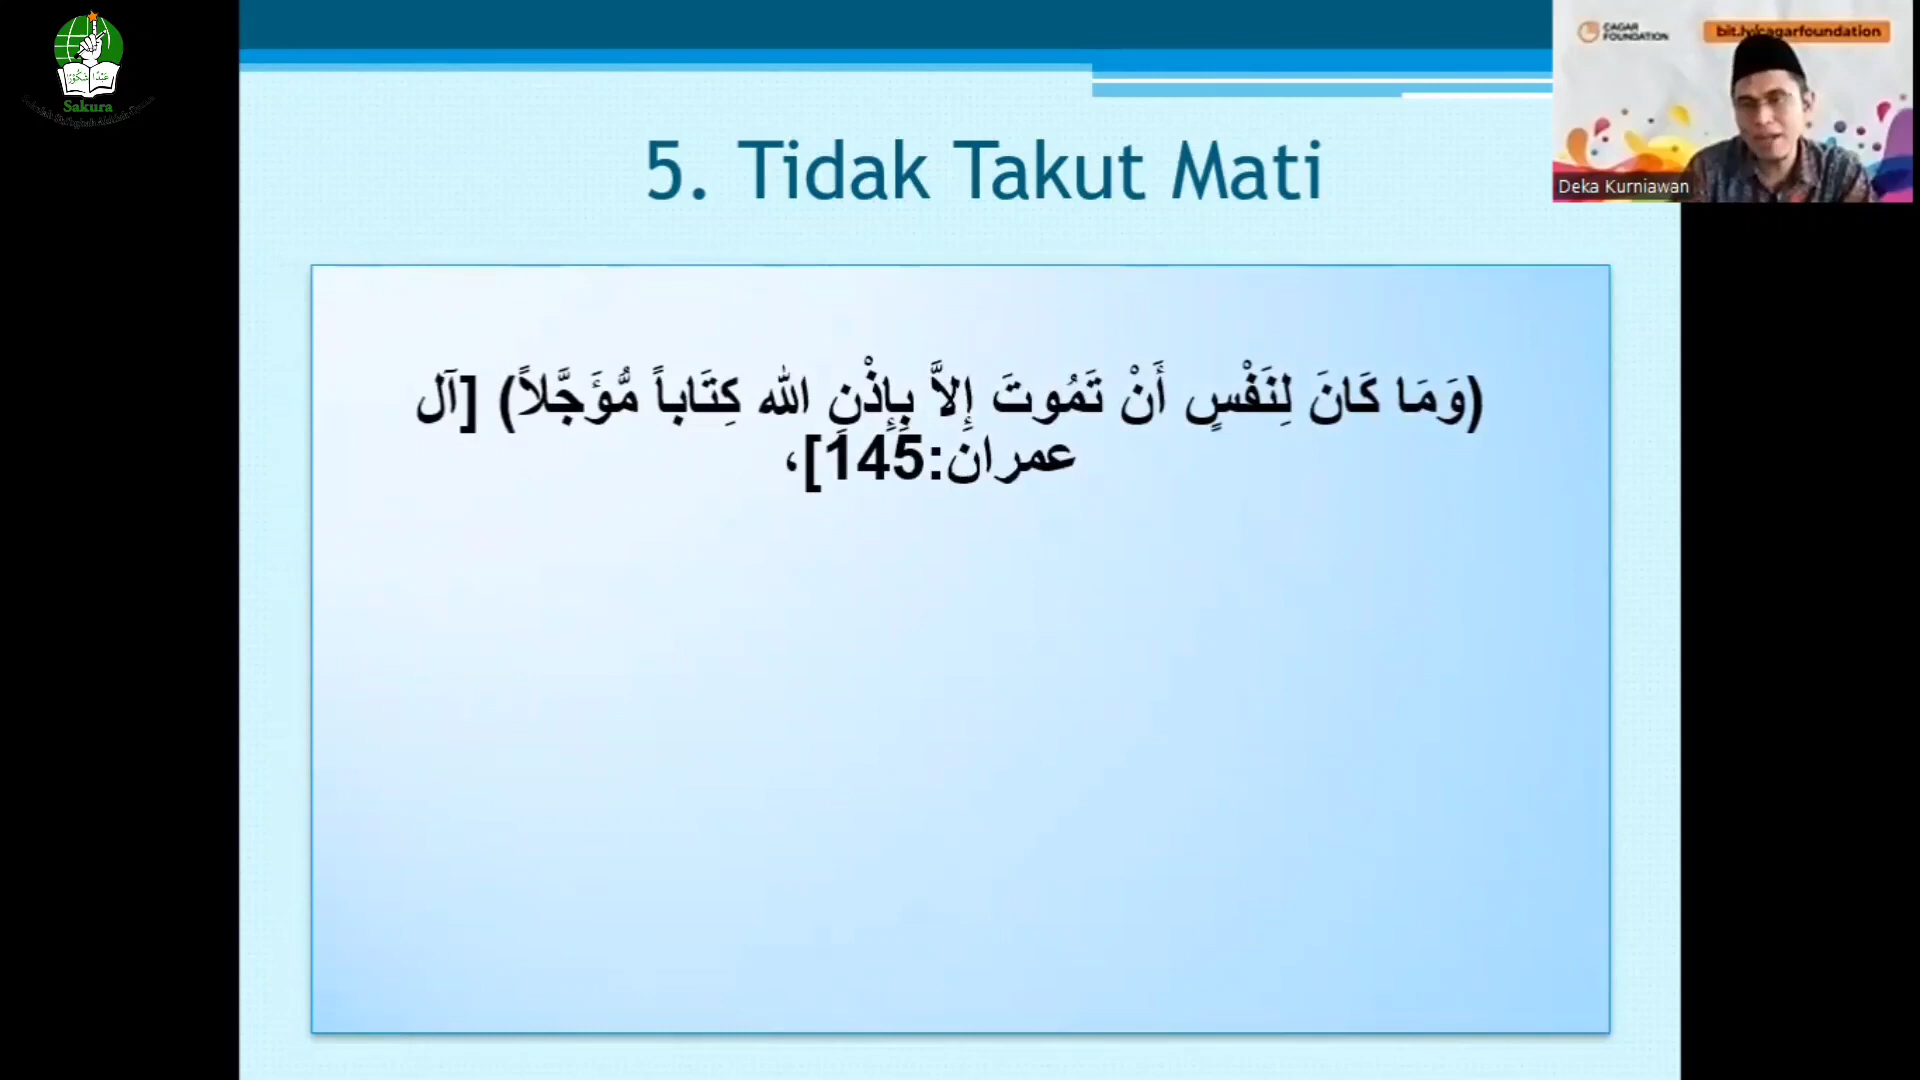 عَبْدًا شَكُوْرًا
Sakura
CAGAR
FOUNDATION
bit.ly/cagarfoundation
Deka Kurniawan
5. Tidak Takut Mati
(وَمَا كَانَ لِنَفْسٍ أَنْ تَمُوتَ إِلاَّ بِإِذْنِ الله كِتَاباً مُّؤَجَّلاً) [آل
عمران:145]،